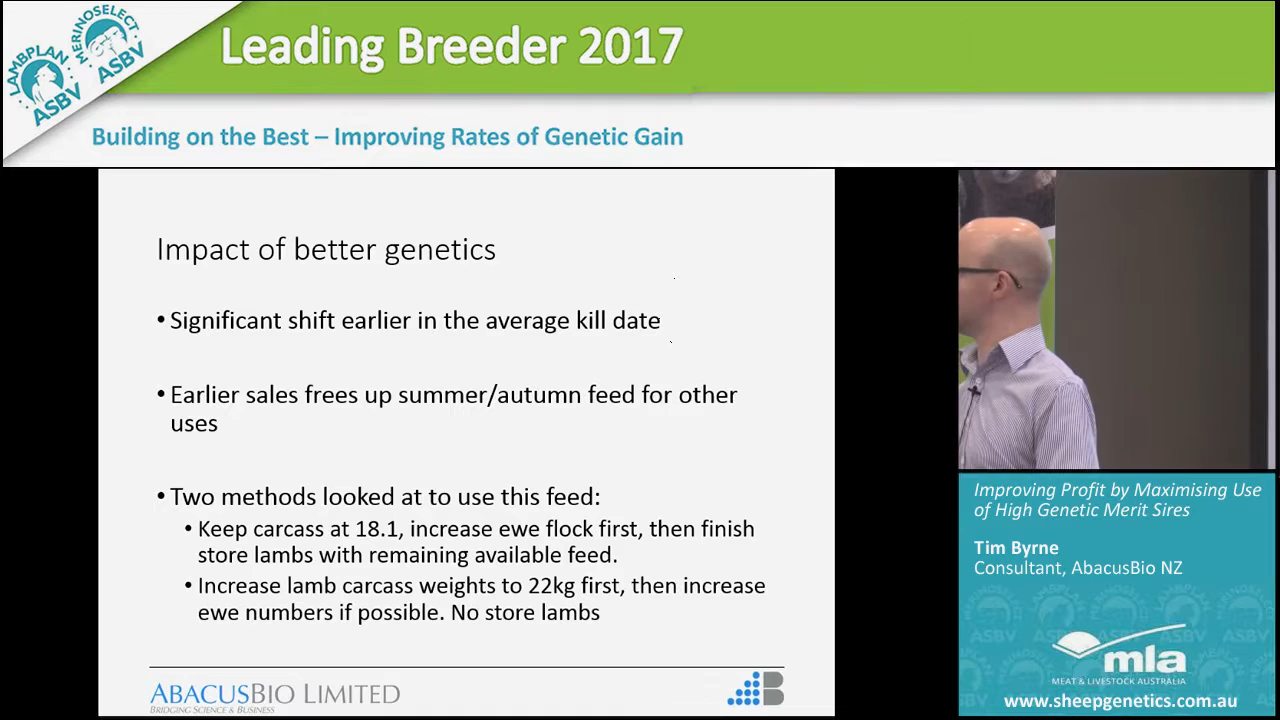 LAMBPLAN
ASBV
MERINOSELECT
ASBV
Leading Breeder 2017
Building on the Best – Improving Rates of Genetic Gain
Impact of better genetics
• Significant shift earlier in the average kill date
• Earlier sales frees up summer/autumn feed for other
uses
• Two methods looked at to use this feed:
• Keep carcass at 18.1, increase ewe flock first, then finish
store lambs with remaining available feed.
• Increase lamb carcass weights to 22kg first, then increase
ewe numbers if possible. No store lambs
ABACUSBIO LIMITED
BRIDGING SCIENCE & BUSINESS
B
Improving Profit by Maximising Use
of High Genetic Merit Sires
Tim Byrne
Consultant, AbacusBio NZ
ASBV ASBV
mla
MEAT & LIVESTOCK AUSTRALIA
www.sheepgenetics.com.au